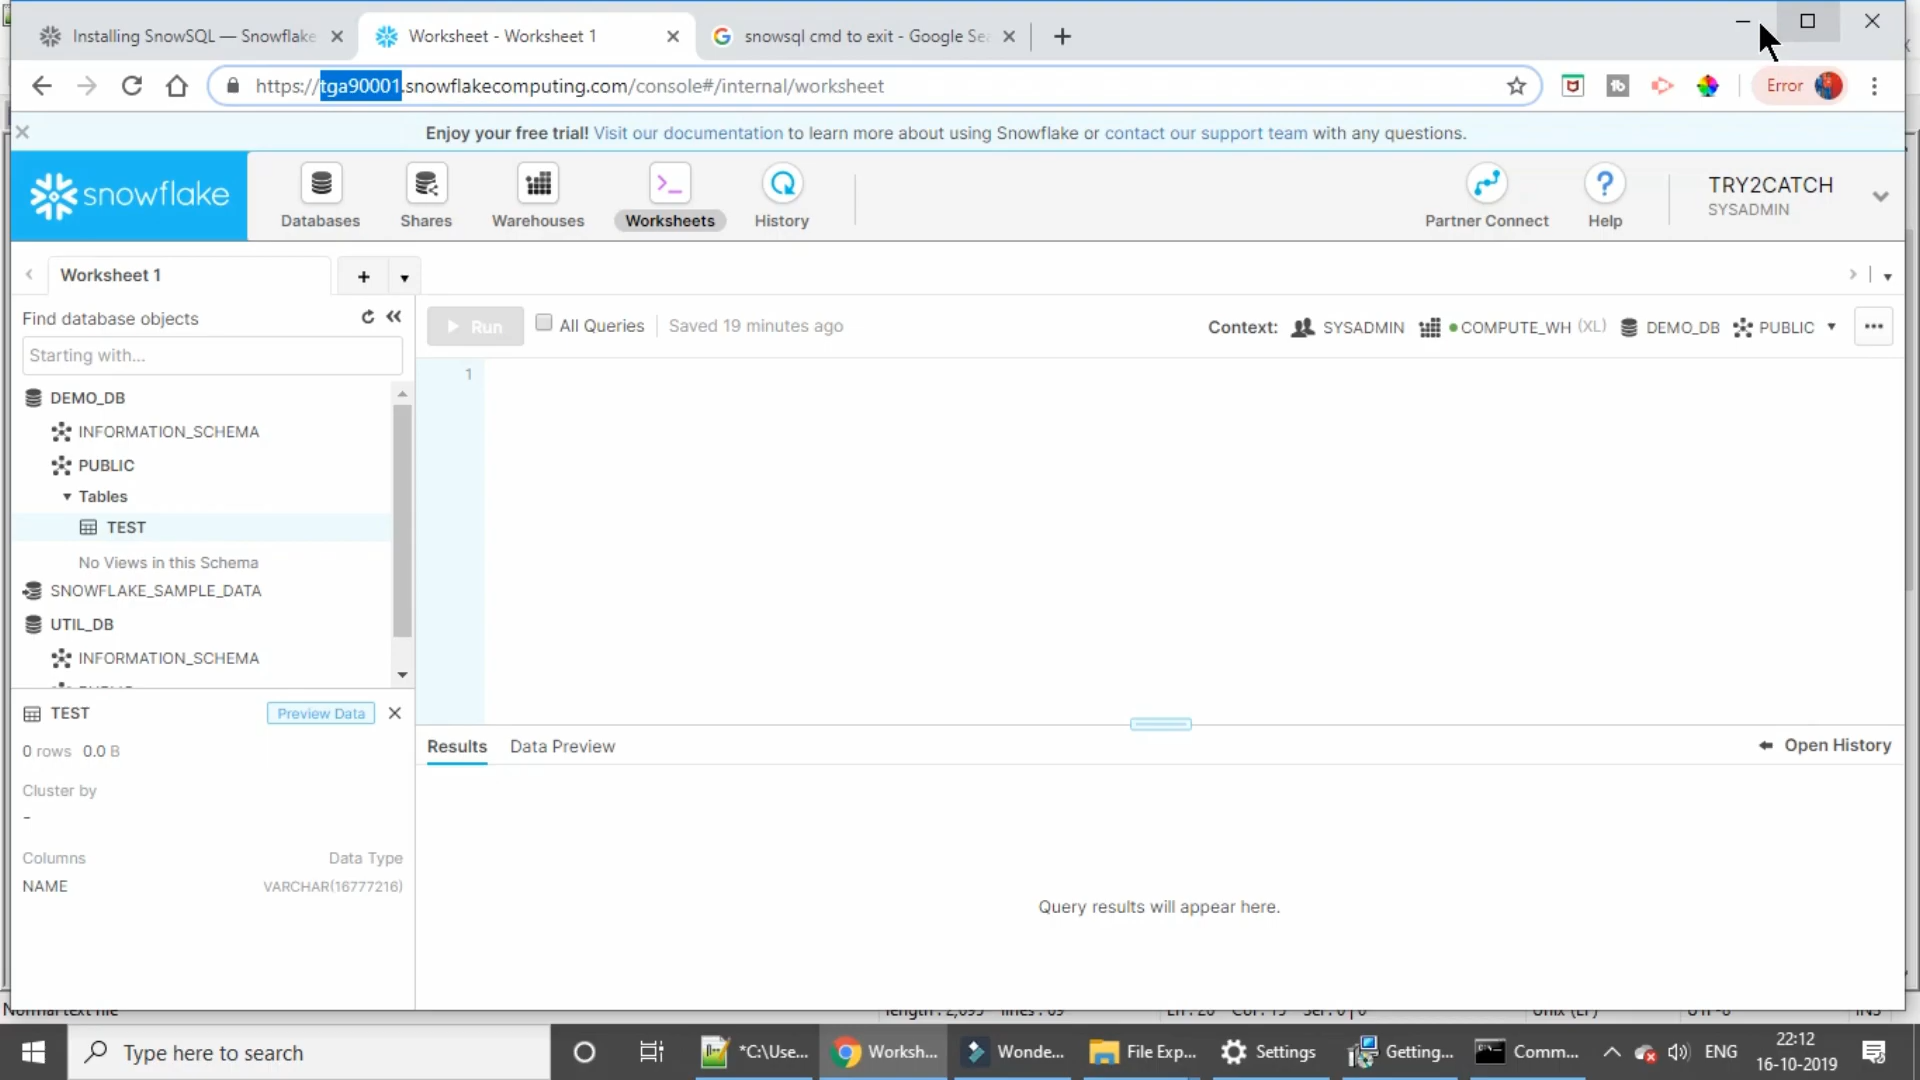 Installing SnowSQL — Snowflake
Worksheet - Worksheet 1
snowsql cmd to exit - Google Sea
https://tga90001.snowflakecomputing.com/console#/internal/worksheet
Error
Enjoy your free trial! Visit our documentation to learn more about using Snowflake or contact our support team with any questions.
snowflake
Databases
Shares
Warehouses
Worksheets
History
Partner Connect
Help
TRY2CATCH
SYSADMIN
Worksheet 1
Find database objects
Starting with...
Run
All Queries
Saved 19 minutes ago
Context: SYSADMIN COMPUTE_WH (XL) DEMO_DB PUBLIC
1
DEMO_DB
INFORMATION_SCHEMA
PUBLIC
Tables
TEST
No Views in this Schema
SNOWFLAKE_SAMPLE_DATA
UTIL_DB
INFORMATION_SCHEMA
TEST
Preview Data
0 rows 0.0 B
Cluster by
-
Columns Data Type
NAME VARCHAR(16777216)
Results
Data Preview
Open History
Query results will appear here.
Normal text file
Type here to search
*C:\Use...
Worksh...
Wonde...
File Exp...
Settings
Getting...
Comm...
ENG
22:12
16-10-2019